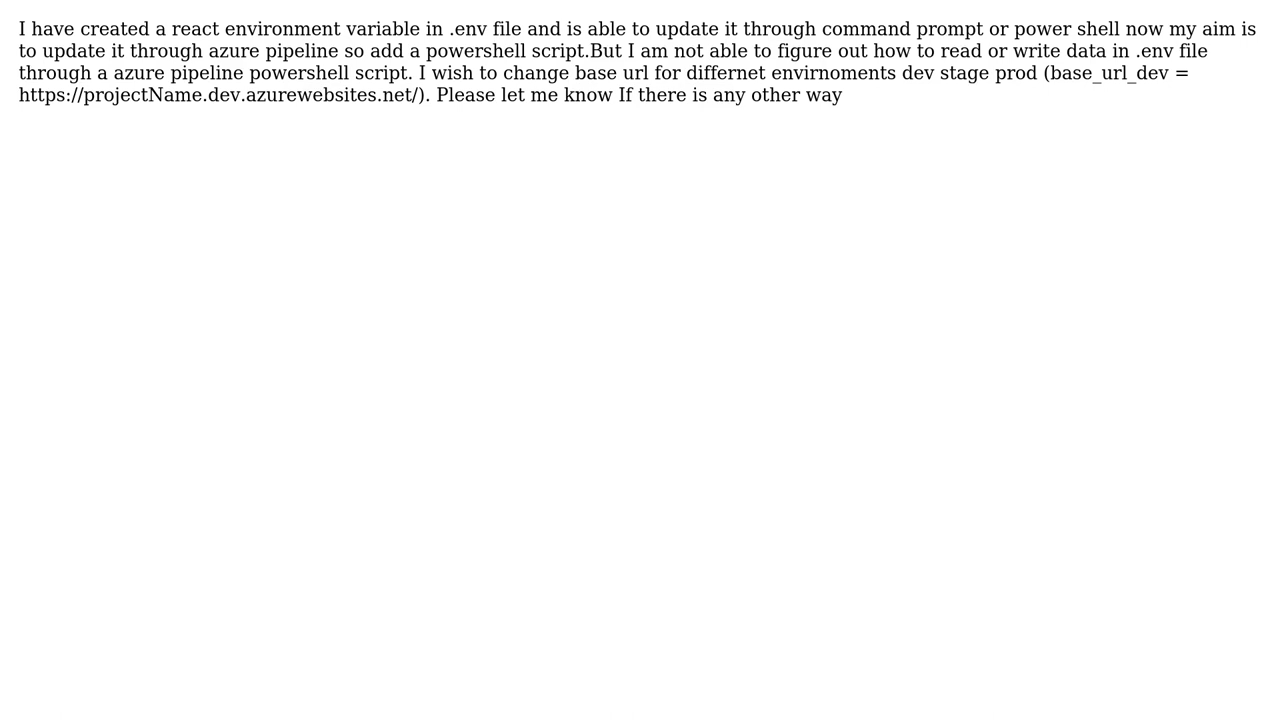 I have created a react environment variable in .env file and is able to update it through command prompt or power shell now my aim is
to update it through azure pipeline so add a powershell script.But I am not able to figure out how to read or write data in .env file
through a azure pipeline powershell script. I wish to change base url for differnet envirnoments dev stage prod (base_url_dev =
https://projectName.dev.azurewebsites.net/). Please let me know If there is any other way